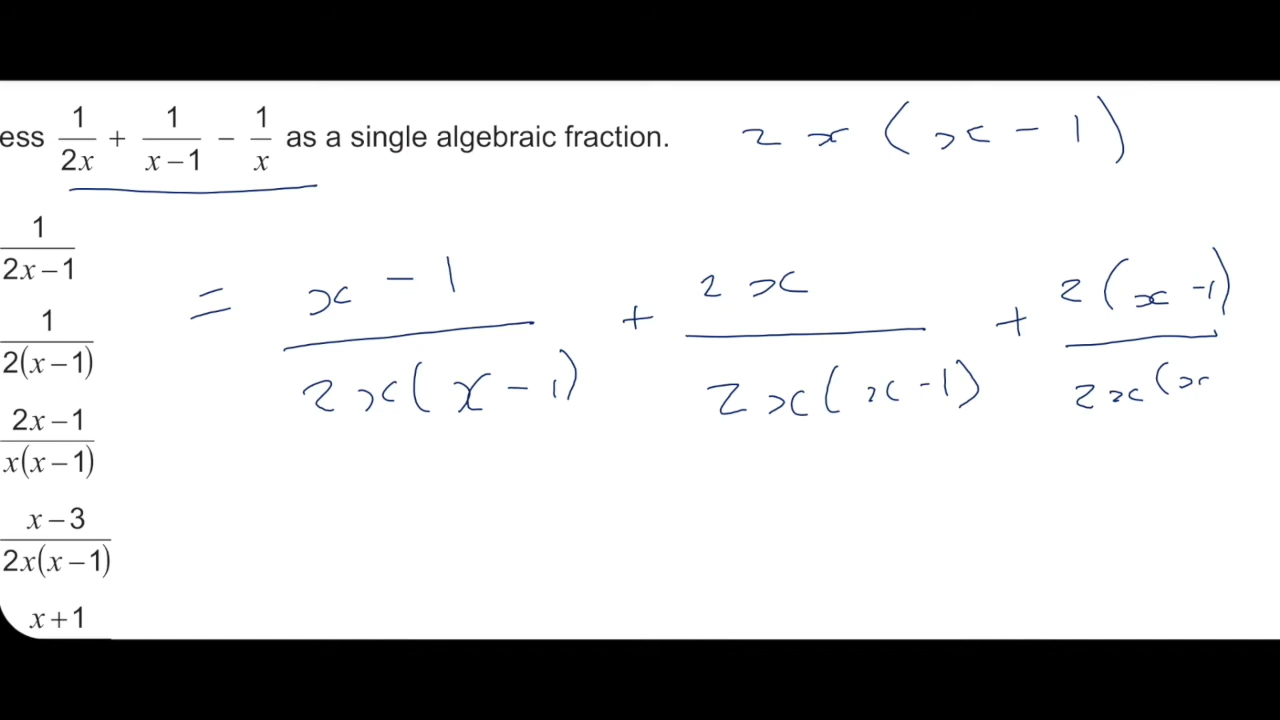 ess 1/2x + 1/x−1 − 1/x as a single algebraic fraction.
2x(x−1)
1/2x−1
= x−1/2x(x−1) + 2x/2x(x−1) + 2(x−1)/2x(x
1/2(x−1)
2x−1/x(x−1)
x−3/2x(x−1)
x+1